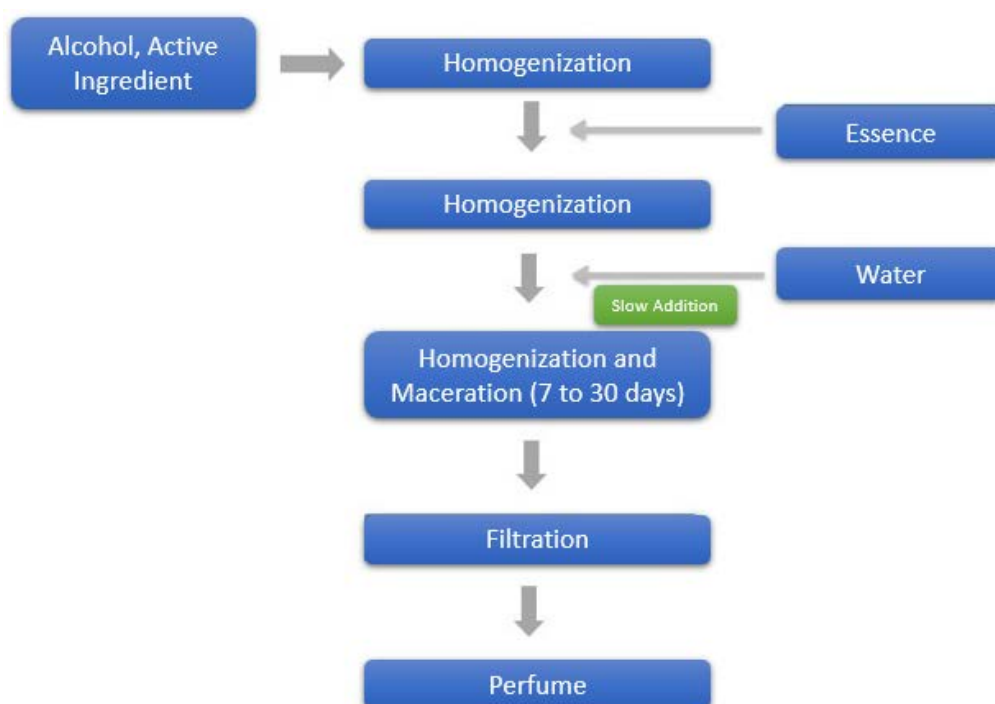 Alcohol, Active
Ingredient
Homogenization
Essence
Homogenization
Water
Slow Addition
Homogenization and
Maceration (7 to 30 days)
Filtration
Perfume